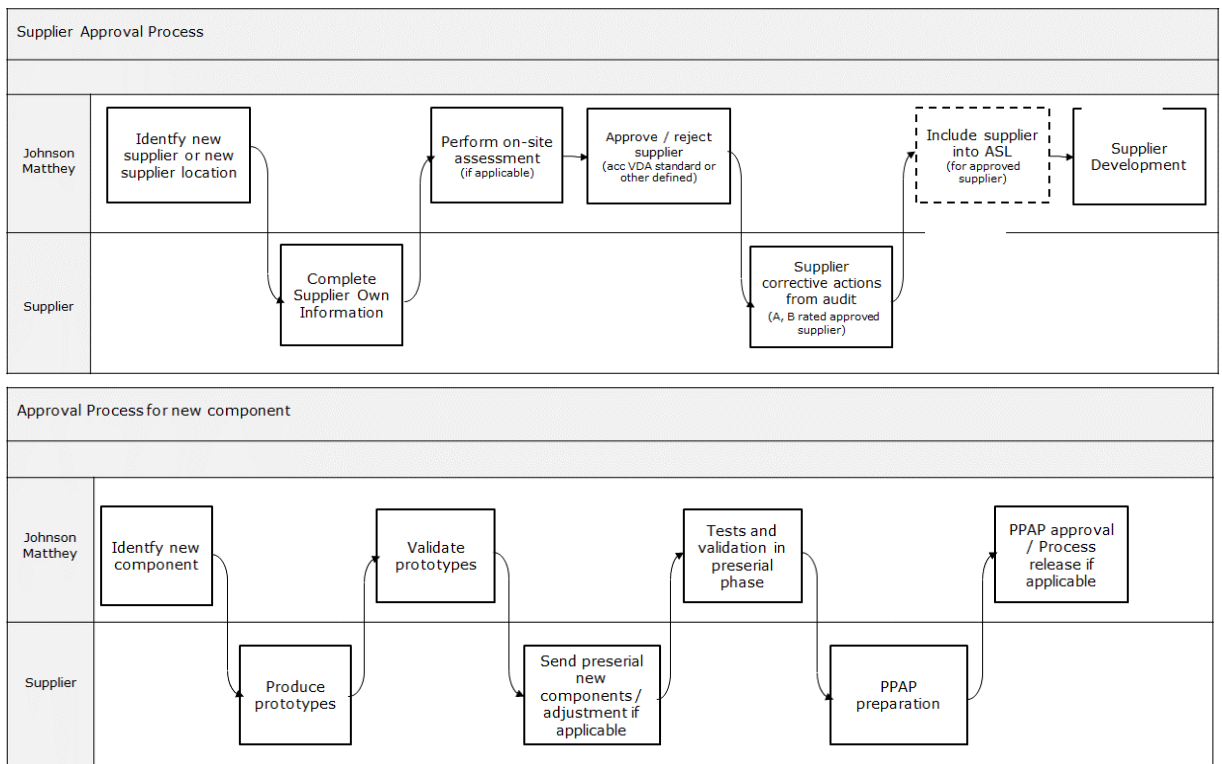 Supplier Approval Process
Johnson
Matthey
Identfy new
supplier or new
supplier location
Perform on-site
assessment
(if applicable)
Approve / reject
supplier
(acc VDA standard or
other defined)
Include supplier
into ASL
(for approved
supplier)
Supplier
Development
Supplier
Complete
Supplier Own
Information
Supplier
corrective actions
from audit
(A, B rated approved
supplier)
Approval Process for new component
Johnson
Matthey
Identfy new
component
Validate
prototypes
Tests and
validation in
preserial
phase
PPAP approval
/ Process
release if
applicable
Supplier
Produce
prototypes
Send preserial
new
components /
adjustment if
applicable
PPAP
preparation